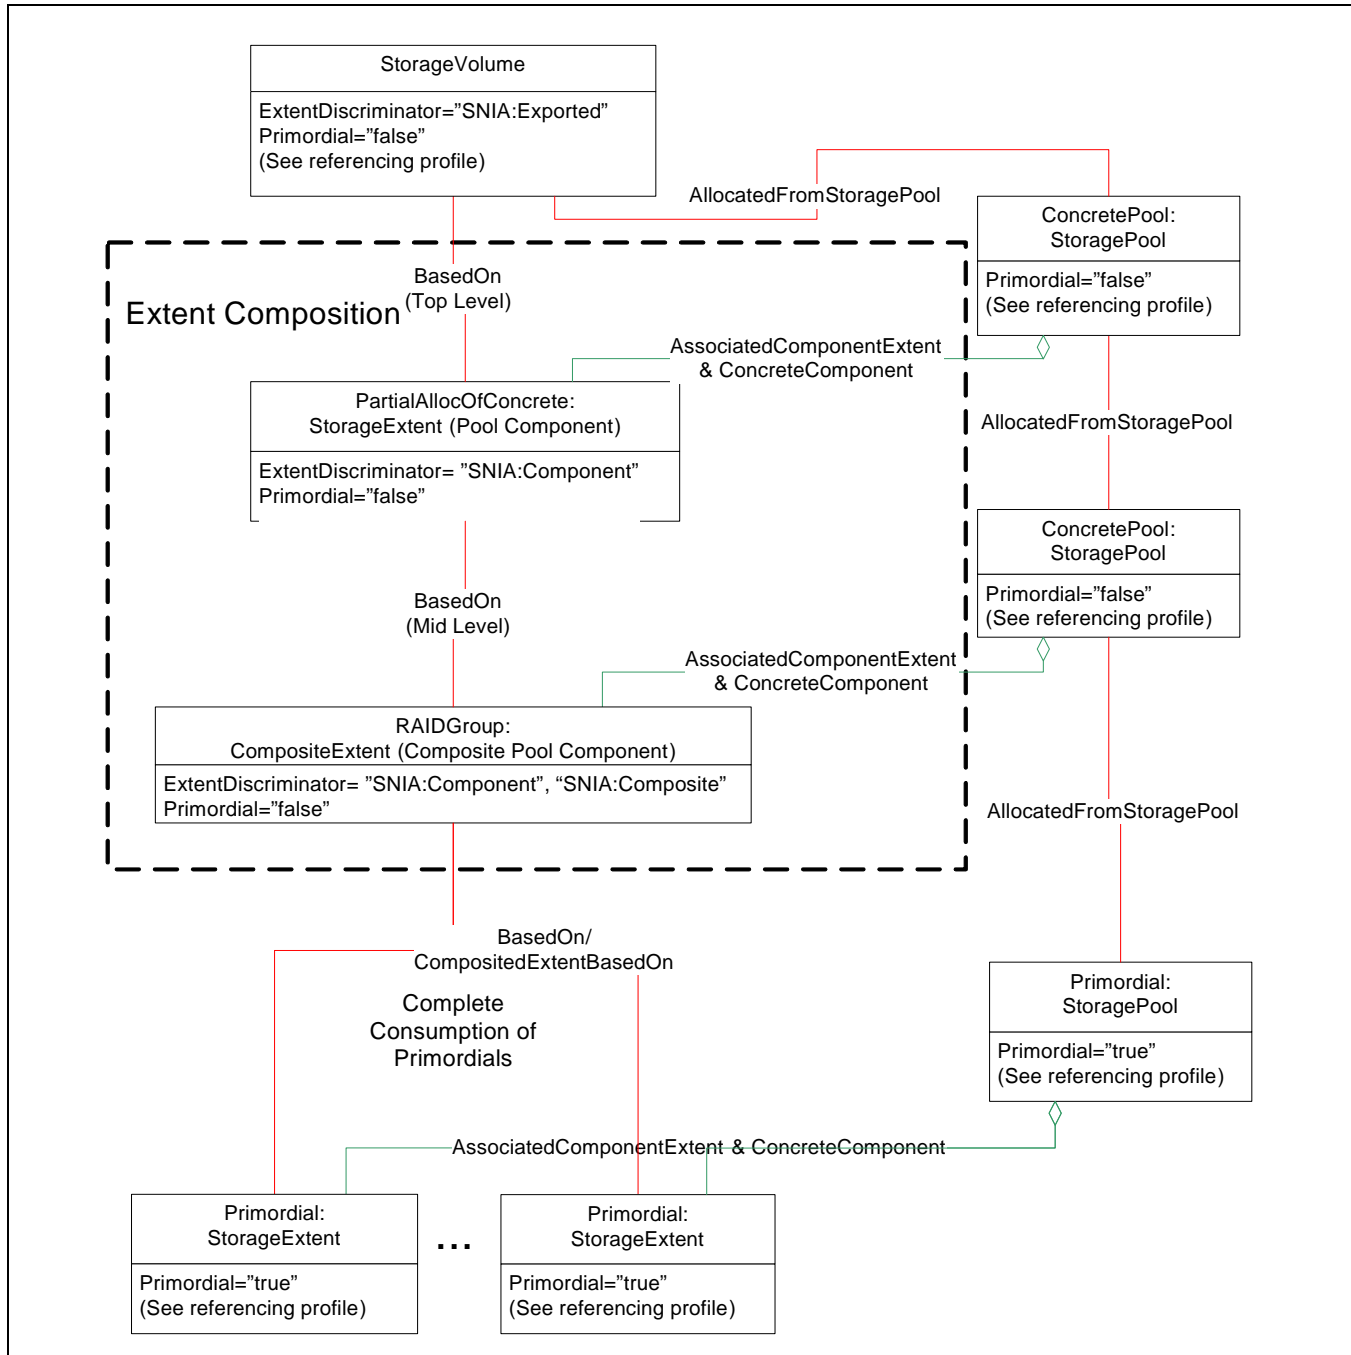 StorageVolume
ExtentDiscriminator=”SNIA:Exported”
Primordial=”false”
(See referencing profile)
AllocatedFromStoragePool
ConcretePool:
StoragePool
Primordial=”false”
(See referencing profile)
BasedOn
(Top Level)
Extent Composition
AssociatedComponentExtent
& ConcreteComponent
PartialAllocOfConcrete:
StorageExtent (Pool Component)
ExtentDiscriminator= ”SNIA:Component”
Primordial=”false”
AllocatedFromStoragePool
ConcretePool:
StoragePool
Primordial=”false”
(See referencing profile)
BasedOn
(Mid Level)
AssociatedComponentExtent
& ConcreteComponent
RAIDGroup:
CompositeExtent (Composite Pool Component)
ExtentDiscriminator= ”SNIA:Component”, “SNIA:Composite”
Primordial=”false”
AllocatedFromStoragePool
BasedOn/
CompositedExtentBasedOn
Complete
Consumption of
Primordials
Primordial:
StoragePool
Primordial=”true”
(See referencing profile)
AssociatedComponentExtent & ConcreteComponent
Primordial:
StorageExtent
Primordial=”true”
(See referencing profile)
...
Primordial:
StorageExtent
Primordial=”true”
(See referencing profile)